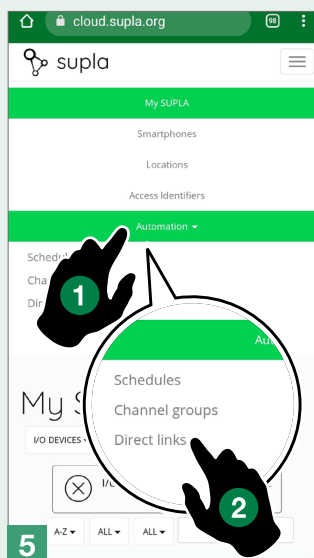 cloud.supla.org
98
supla
My SUPLA
Smartphones
Locations
Access Identifiers
Automation
1
Schedules
Channel groups
Direct links
My S
I/O DEVICES
2
5
A-Z
ALL
ALL